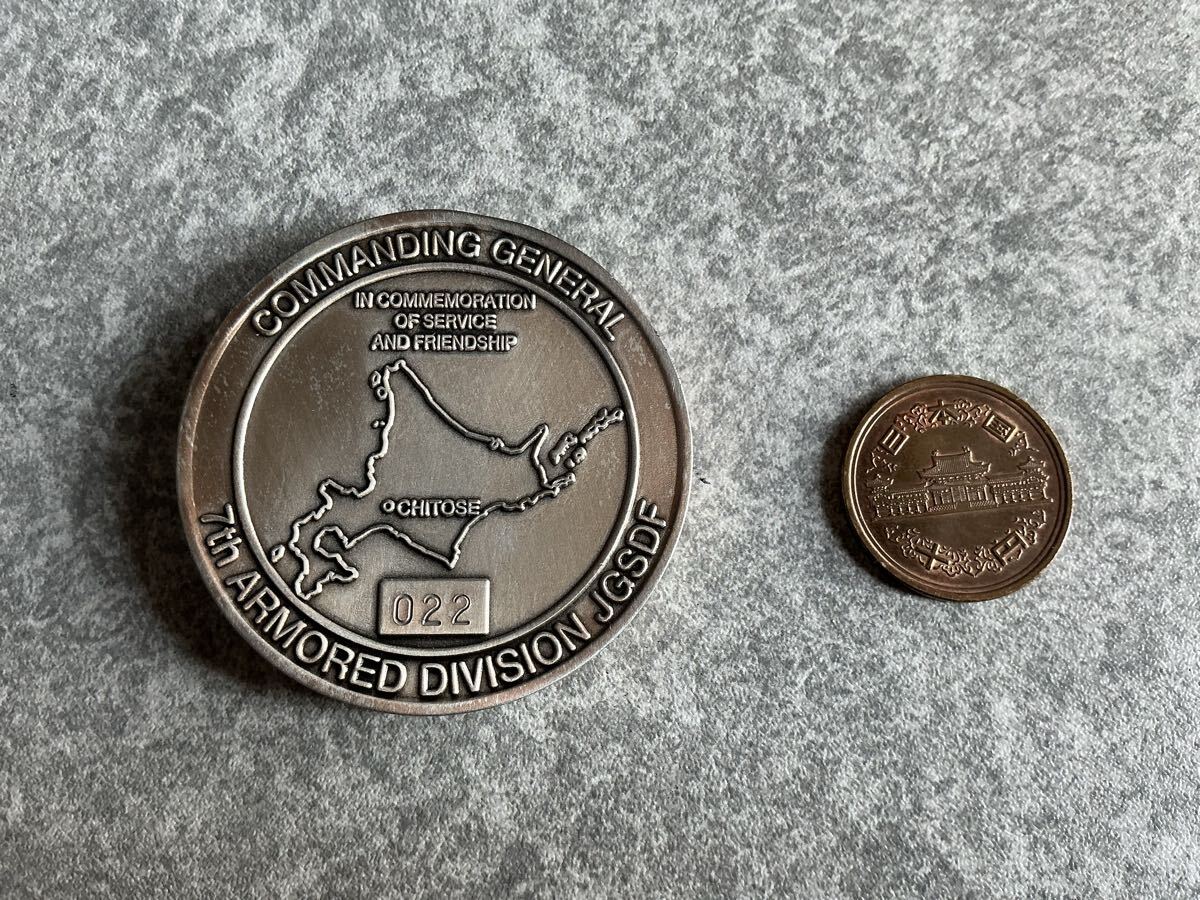 COMMANDING GENERAL
IN COMMEMORATION
OF SERVICE
AND FRIENDSHIP
CHITOSE
022
7th ARMORED DIVISION JGSDF
日本国
十円